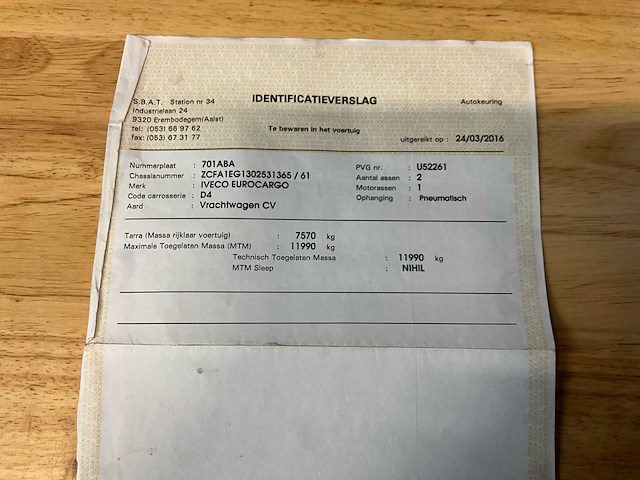 S.B.A.T. Station nr 34 IDENTIFICATIEVERSLAG Autokeuring
Industrielaan 24
9320 Erembodegem(Aalst)
tel: (053) 66 97 62 Te bewaren in het voertuig
fax: (053) 67 31 77 uitgereikt op : 24/03/2016
Nummerplaat : 701ABA PVG nr. : U52261
Chassisnummer : ZCFA1EG1302531365 / 61 Aantal assen : 2
Merk : IVECO EUROCARGO Motorassen : 1
Code carrosserie : D4 Ophanging : Pneumatisch
Aard : Vrachtwagen CV
Tarra (Massa rijklaar voertuig) : 7570 kg
Maximale Toegelaten Massa (MTM) : 11990 kg
Technisch Toegelaten Massa : 11990 kg
MTM Sleep : NIHIL